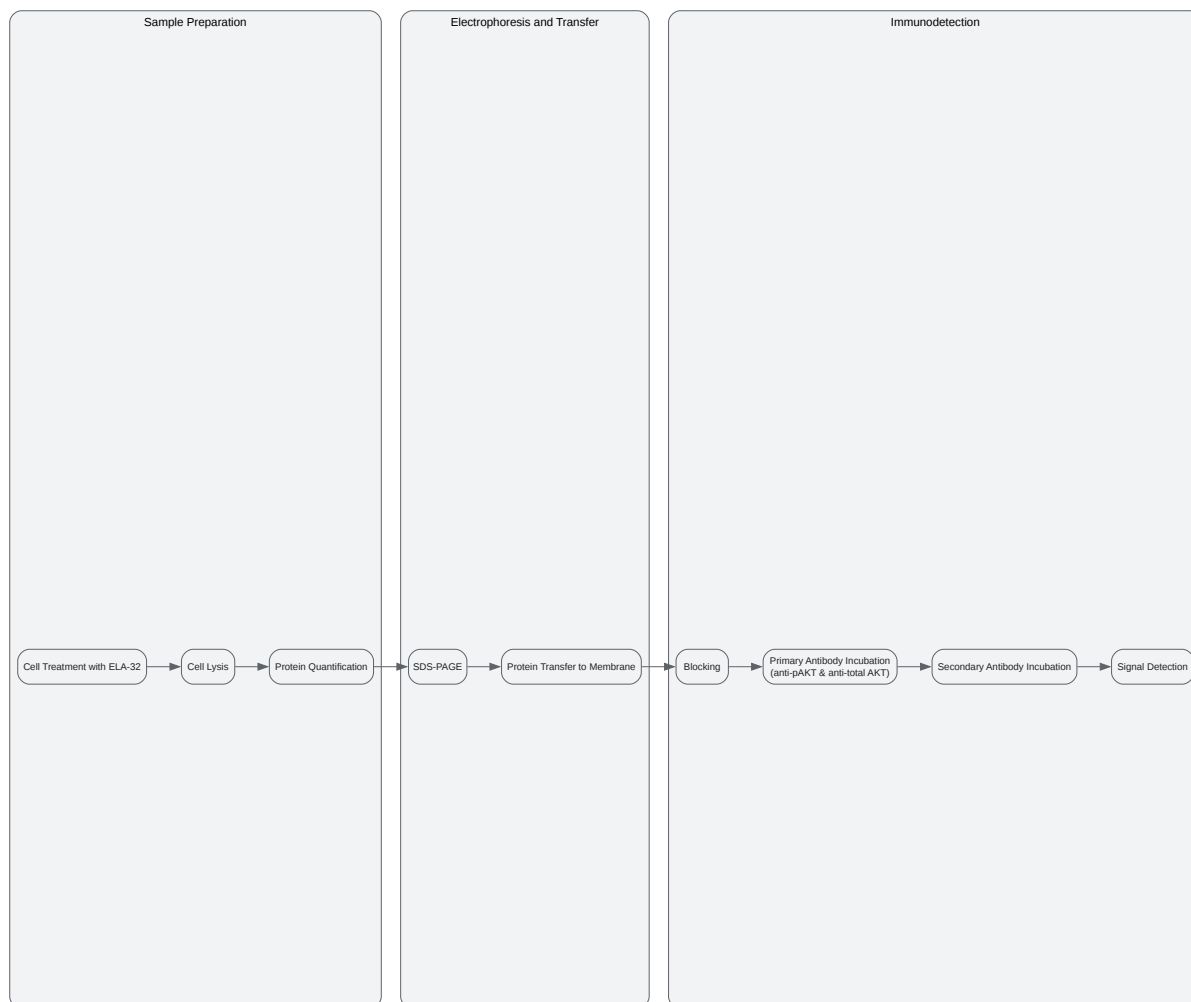 Sample Preparation
Electrophoresis and Transfer
Immunodetection
Cell Treatment with ELA-32
Cell Lysis
Protein Quantification
SDS-PAGE
Protein Transfer to Membrane
Blocking
Primary Antibody Incubation
(anti-pAKT & anti-total AKT)
Secondary Antibody Incubation
Signal Detection